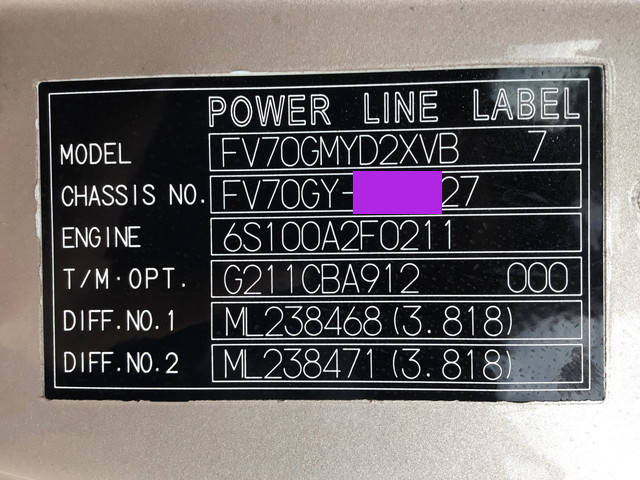 POWER LINE LABEL
MODEL FV70GMYD2XVB 7
CHASSIS NO. FV70GY- 27
ENGINE 6S100A2F0211
T/M·OPT. G211CBA912 000
DIFF.NO.1 ML238468(3.818)
DIFF.NO.2 ML238471(3.818)